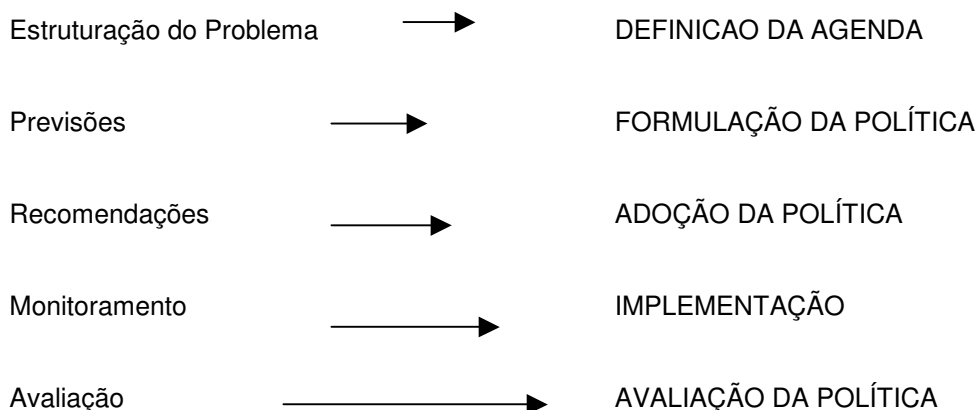 Estruturação do Problema DEFINICAO DA AGENDA
Previsões FORMULAÇÃO DA POLÍTICA
Recomendações ADOÇÃO DA POLÍTICA
Monitoramento IMPLEMENTAÇÃO
Avaliação AVALIAÇÃO DA POLÍTICA